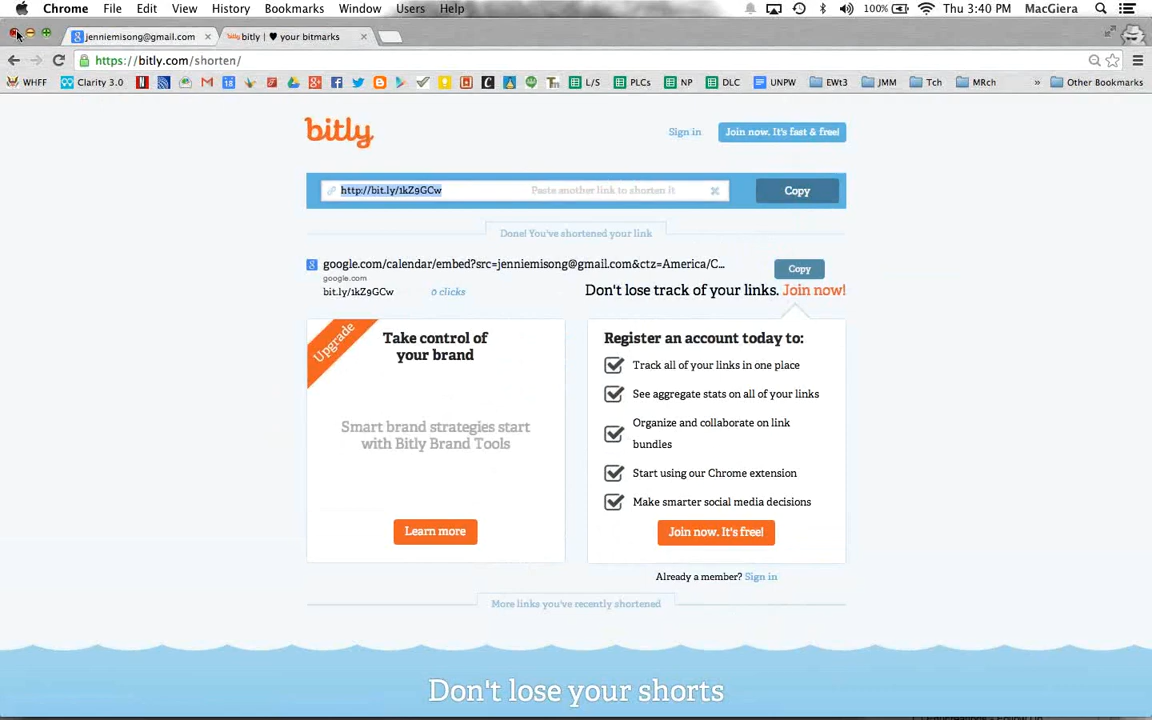 Chrome File Edit View History Bookmarks Window Users Help 100% Thu 3:40 PM MacGiera
jenniemisong@gmail.com × bitly | ♥ your bitmarks ×
https://bitly.com/shorten/
WHFF Clarity 3.0 L/S PLCs NP DLC UNPW EWt3 JMM Tch MRch » Other Bookmarks
bitly Sign in Join now. It's fast & free!
http://bit.ly/1kZ9GCw Paste another link to shorten it Copy
Done! You've shortened your link
google.com/calendar/embed?src=jenniemisong@gmail.com&ctz=America/C... Copy
google.com
bit.ly/1kZ9GCw 0 clicks
Don't lose track of your links. Join now!
Upgrade
Take control of
your brand
Smart brand strategies start
with Bitly Brand Tools
Learn more
Register an account today to:
Track all of your links in one place
See aggregate stats on all of your links
Organize and collaborate on link
bundles
Start using our Chrome extension
Make smarter social media decisions
Join now. It's free!
Already a member? Sign in
More links you've recently shortened
Don't lose your shorts